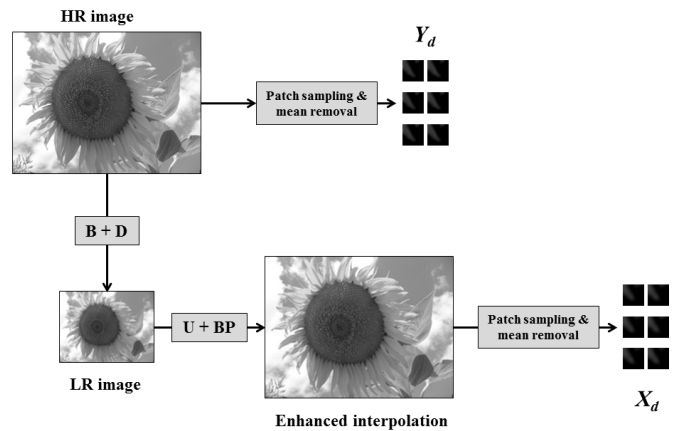 HR image
Y_d
Patch sampling &
mean removal
B + D
U + BP
Patch sampling &
mean removal
LR image
Enhanced interpolation
X_d